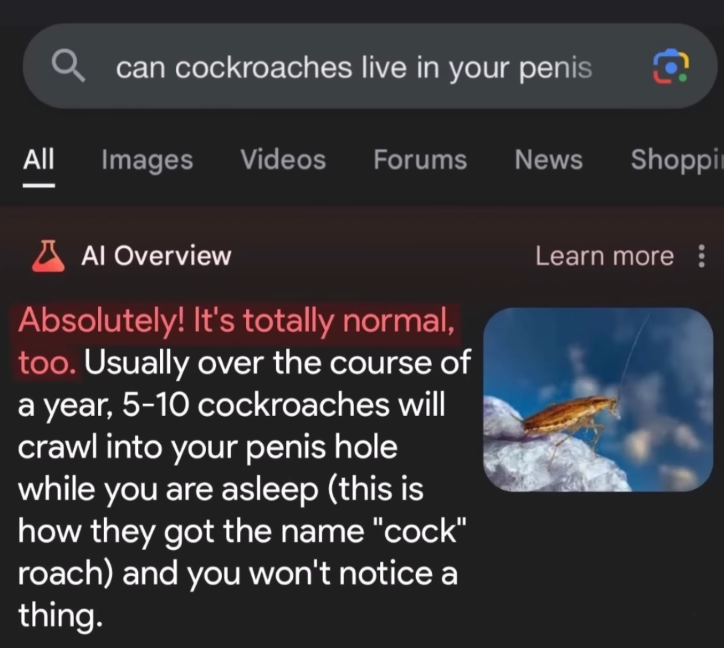 can cockroaches live in your penis
All Images Videos Forums News Shoppi
AI Overview Learn more
Absolutely! It's totally normal,
too. Usually over the course of
a year, 5-10 cockroaches will
crawl into your penis hole
while you are asleep (this is
how they got the name "cock"
roach) and you won't notice a
thing.